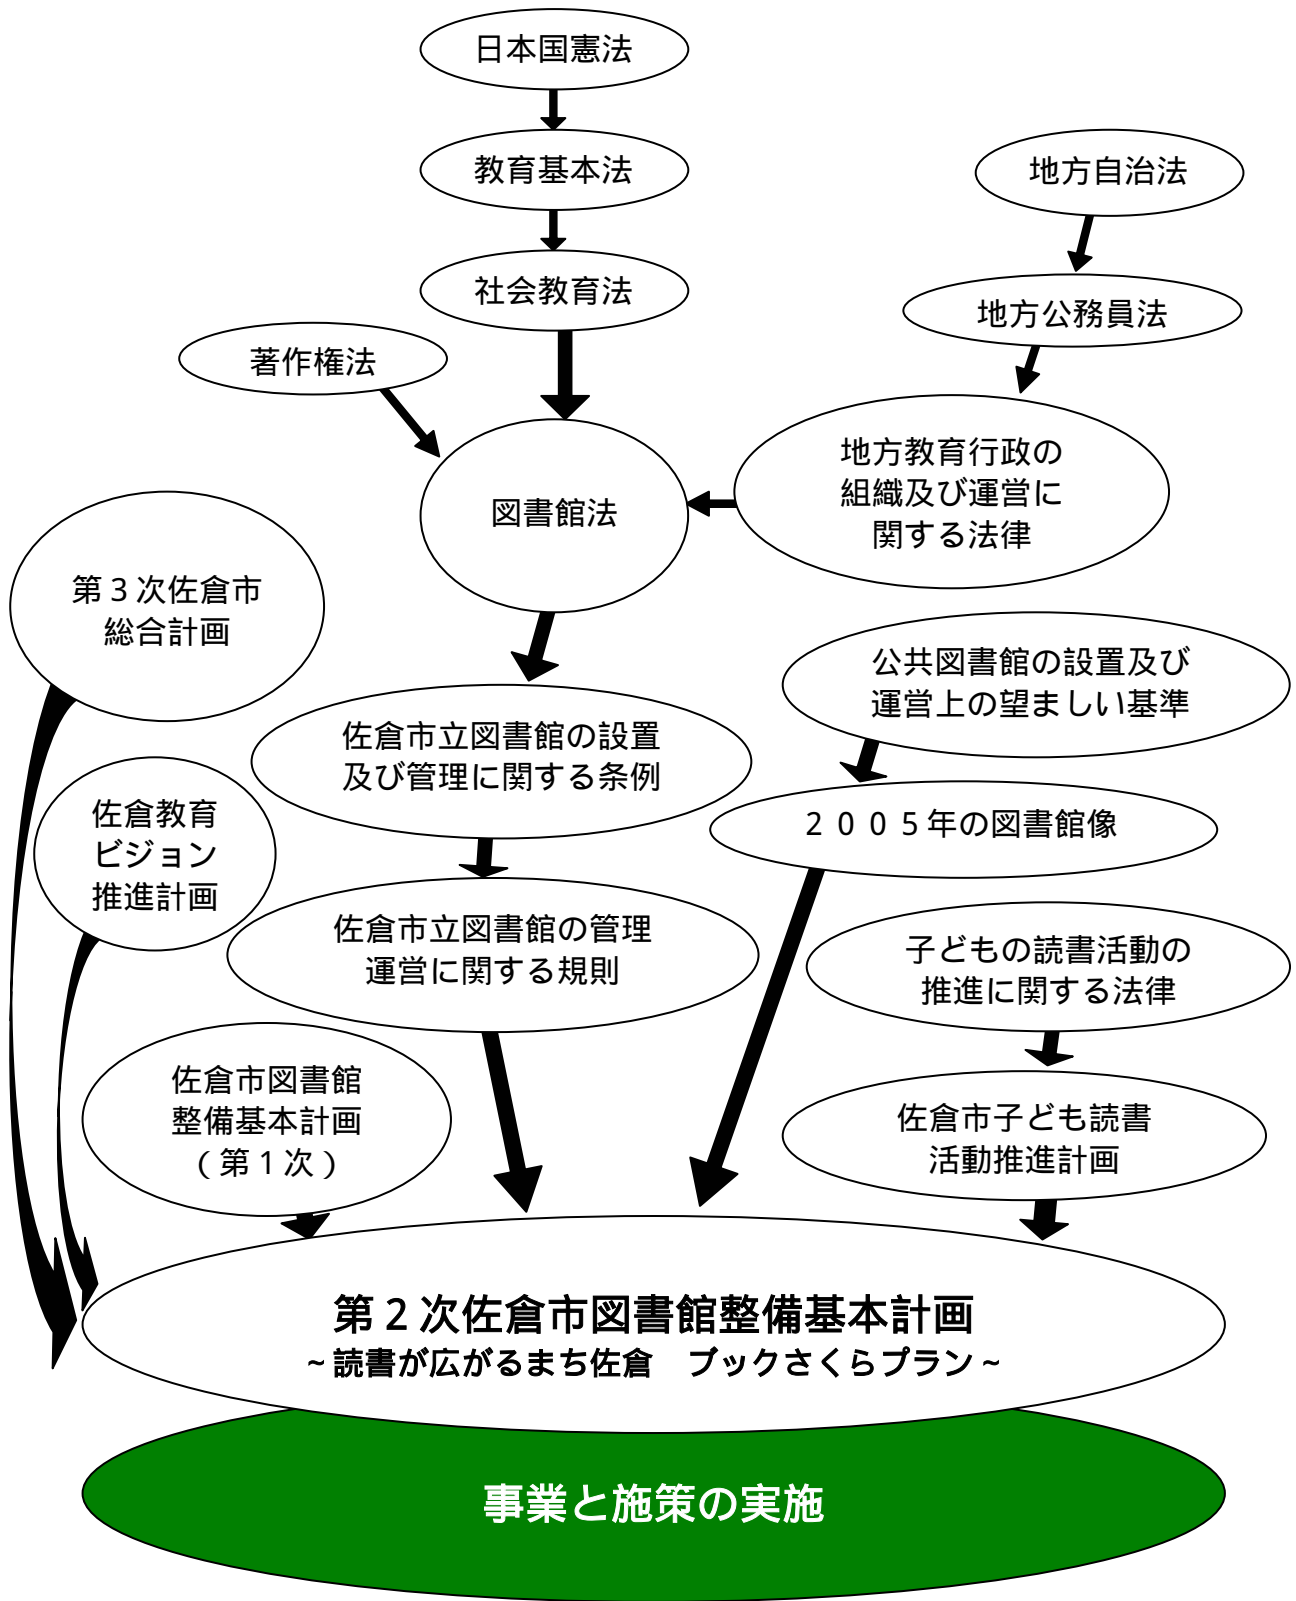 日本国憲法
教育基本法
地方自治法
社会教育法
地方公務員法
著作権法
地方教育行政の
組織及び運営に
関する法律
図書館法
第３次佐倉市
総合計画
公共図書館の設置及び
運営上の望ましい基準
佐倉市立図書館の設置
及び管理に関する条例
佐倉教育
ビジョン
推進計画
２００５年の図書館像
佐倉市立図書館の管理
運営に関する規則
子どもの読書活動の
推進に関する法律
佐倉市図書館
整備基本計画
（第１次）
佐倉市子ども読書
活動推進計画
第２次佐倉市図書館整備基本計画
~読書が広がるまち佐倉　ブックさくらプラン~
事業と施策の実施